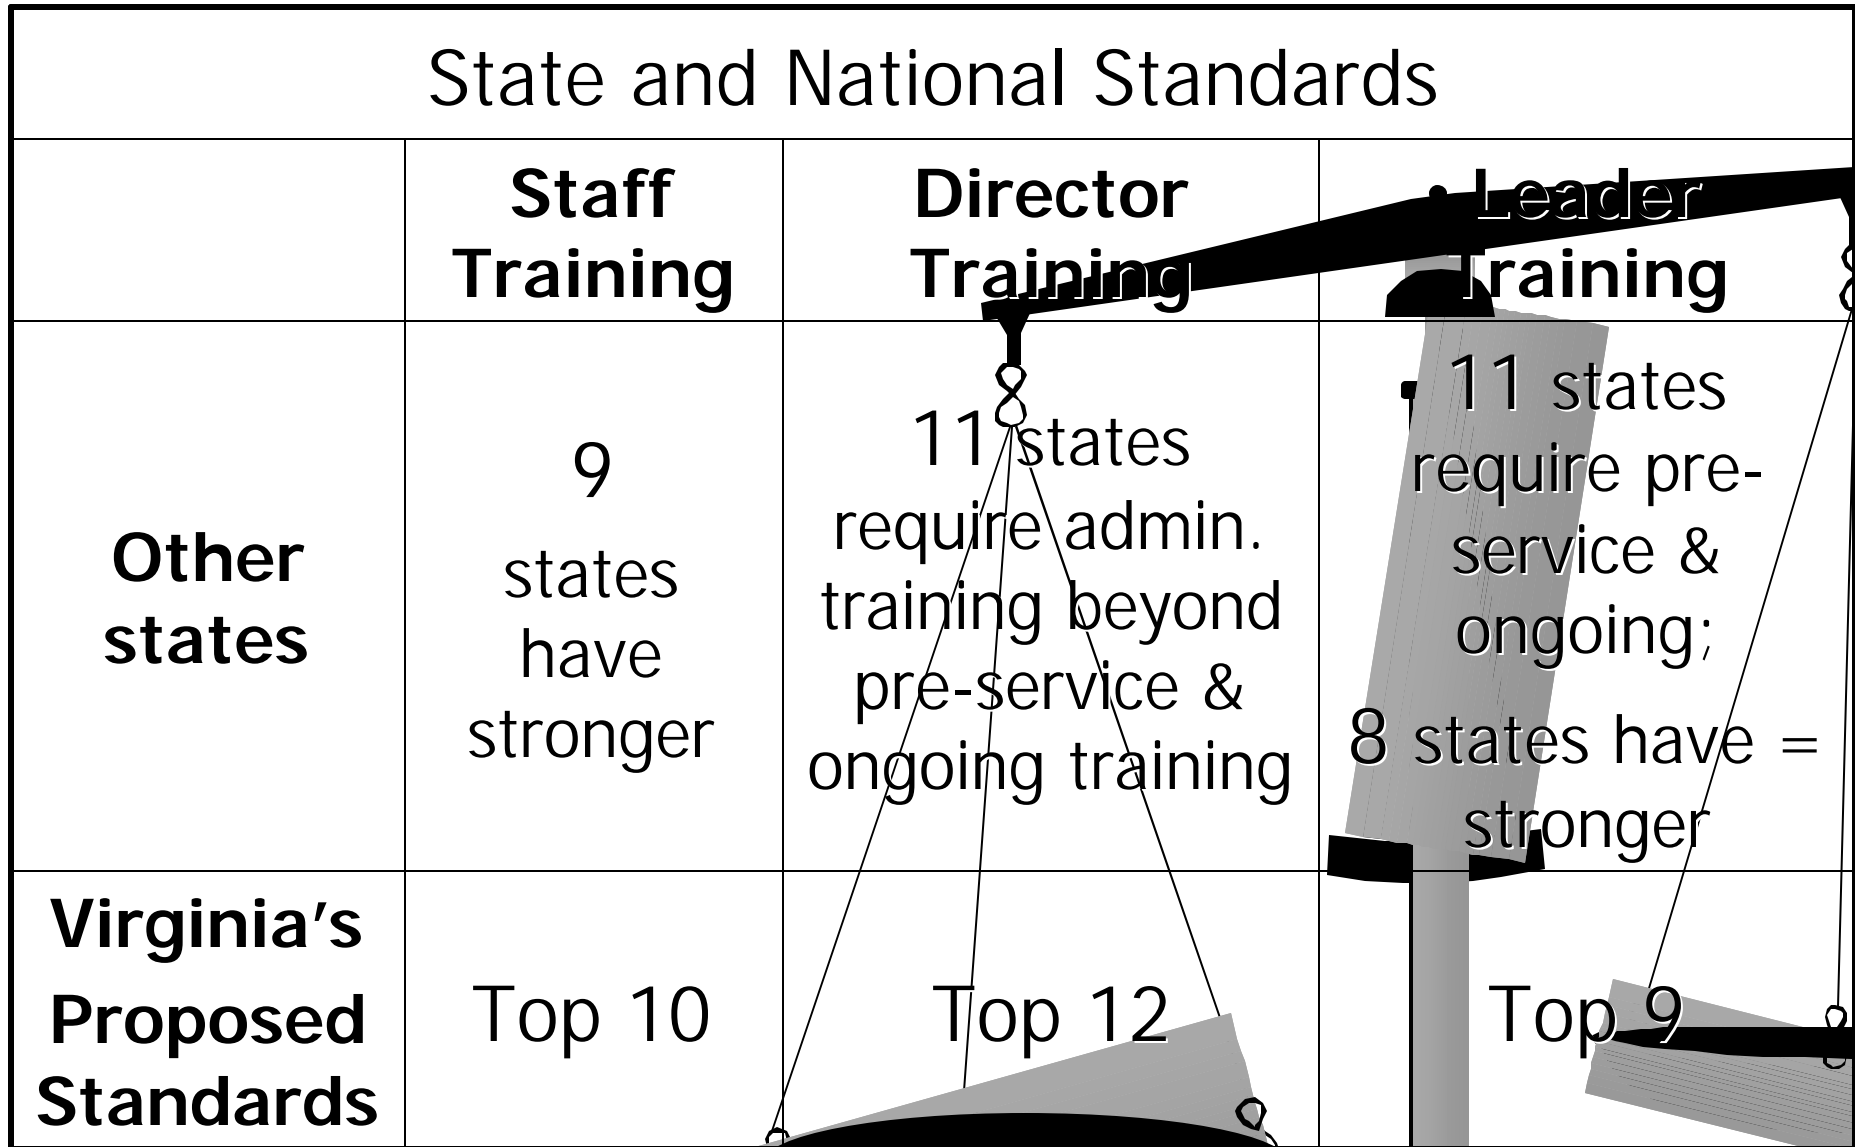 State and National Standards
Staff
Training
Director
Training
• Leader
Training
Other
states
9
states
have
stronger
11 states
require admin.
training beyond
pre-service &
ongoing training
11 states
require pre-
service &
ongoing;
8 states have =
stronger
Virginia's
Proposed
Standards
Top 10
Top 12
Top 9